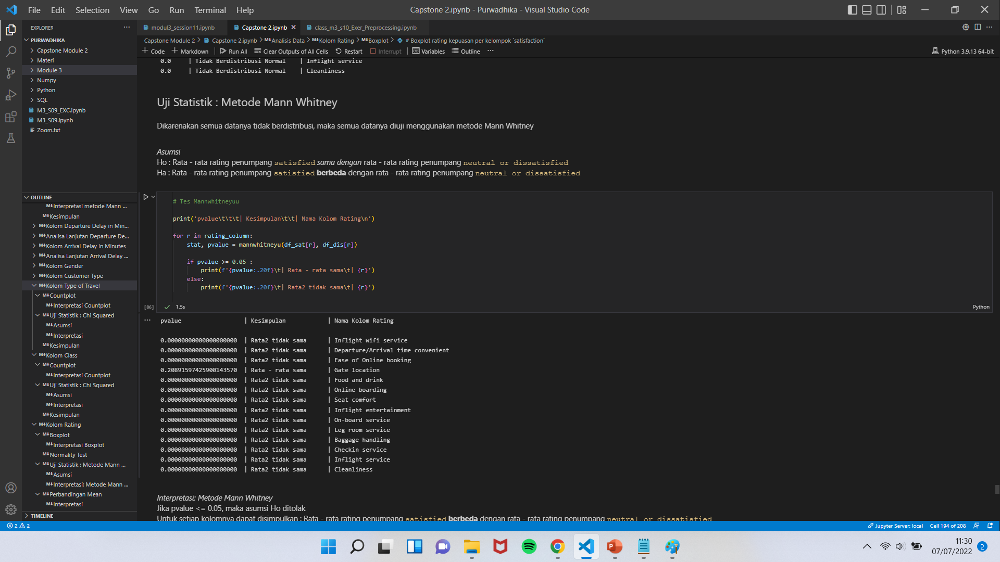 File Edit Selection View Go Run Terminal Help
Capstone 2.ipynb - Purwadhika - Visual Studio Code
EXPLORER
PURWADHIKA
Capstone Module 2
Materi
Module 3
Numpy
Python
SQL
M3_S09_EXC.ipynb
M3_S09.ipynb
Zoom.txt
OUTLINE
M↓Interpretasi metode Mann ...
M↓Kesimpulan
M↓Kolom Departure Delay in Min...
M↓Analisa Lanjutan Departure De...
M↓Kolom Arrival Delay in Minutes
M↓Analisa Lanjutan Arrival Delay ...
M↓Kolom Gender
M↓Kolom Customer Type
M↓Kolom Type of Travel
M↓Countplot
M↓Interpretasi Countplot
M↓Uji Statistik : Chi Squared
M↓Asumsi
M↓Interpretasi
M↓Kesimpulan
M↓Kolom Class
M↓Countplot
M↓Interpretasi Countplot
M↓Uji Statistik : Chi Squared
M↓Asumsi
M↓Interpretasi
M↓Kesimpulan
M↓Kolom Rating
M↓Boxplot
M↓Interpretasi Boxplot
M↓Normality Test
M↓Uji Statistik : Metode Mann ...
M↓Asumsi
M↓Interpretasi: Metode Mann ...
M↓Perbandingan Mean
M↓Interpretasi
TIMELINE
modul3_session11.ipynb Capstone 2.ipynb class_m3_s10_Exer_Preprocessing.ipynb
Capstone Module 2 > Capstone 2.ipynb > M↓Analisis Data > M↓Kolom Rating > M↓Boxplot > # Boxplot rating kepuasan per kelompok `satisfaction`
+ Code + Markdown | Run All Clear Outputs of All Cells Restart Interrupt | Variables Outline ...
Python 3.9.13 64-bit
0.0 | Tidak Berdistribusi Normal | Inflight service
0.0 | Tidak Berdistribusi Normal | Cleanliness
Uji Statistik : Metode Mann Whitney
Dikarenakan semua datanya tidak berdistribusi, maka semua datanya diuji menggunakan metode Mann Whitney
Asumsi
Ho : Rata - rata rating penumpang satisfied sama dengan rata - rata rating penumpang neutral or dissatisfied
Ha : Rata - rata rating penumpang satisfied berbeda dengan rata - rata rating penumpang neutral or dissatisfied
# Tes Mannwhitneyuu
print('pvalue\t\t\t| Kesimpulan\t\t| Nama Kolom Rating\n')
for r in rating_column:
stat, pvalue = mannwhitneyu(df_sat[r], df_dis[r])
if pvalue >= 0.05 :
print(f'{pvalue:.20f}\t| Rata - rata sama\t| {r}')
else:
print(f'{pvalue:.20f}\t| Rata2 tidak sama\t| {r}')
[86] 1.5s
Python
pvalue | Kesimpulan | Nama Kolom Rating
0.00000000000000000000 | Rata2 tidak sama | Inflight wifi service
0.00000000000000000000 | Rata2 tidak sama | Departure/Arrival time convenient
0.00000000000000000000 | Rata2 tidak sama | Ease of Online booking
0.20891597425900143570 | Rata - rata sama | Gate location
0.00000000000000000000 | Rata2 tidak sama | Food and drink
0.00000000000000000000 | Rata2 tidak sama | Online boarding
0.00000000000000000000 | Rata2 tidak sama | Seat comfort
0.00000000000000000000 | Rata2 tidak sama | Inflight entertainment
0.00000000000000000000 | Rata2 tidak sama | On-board service
0.00000000000000000000 | Rata2 tidak sama | Leg room service
0.00000000000000000000 | Rata2 tidak sama | Baggage handling
0.00000000000000000000 | Rata2 tidak sama | Checkin service
0.00000000000000000000 | Rata2 tidak sama | Inflight service
0.00000000000000000000 | Rata2 tidak sama | Cleanliness
Interpretasi: Metode Mann Whitney
Jika pvalue <= 0.05, maka asumsi Ho ditolak
Untuk setiap kolomnya dapat disimpulkan : Rata - rata rating penumpang satisfied berbeda dengan rata - rata rating penumpang neutral or dissatisfied
2 2
Jupyter Server: local Cell 194 of 208
11:30
07/07/2022
2